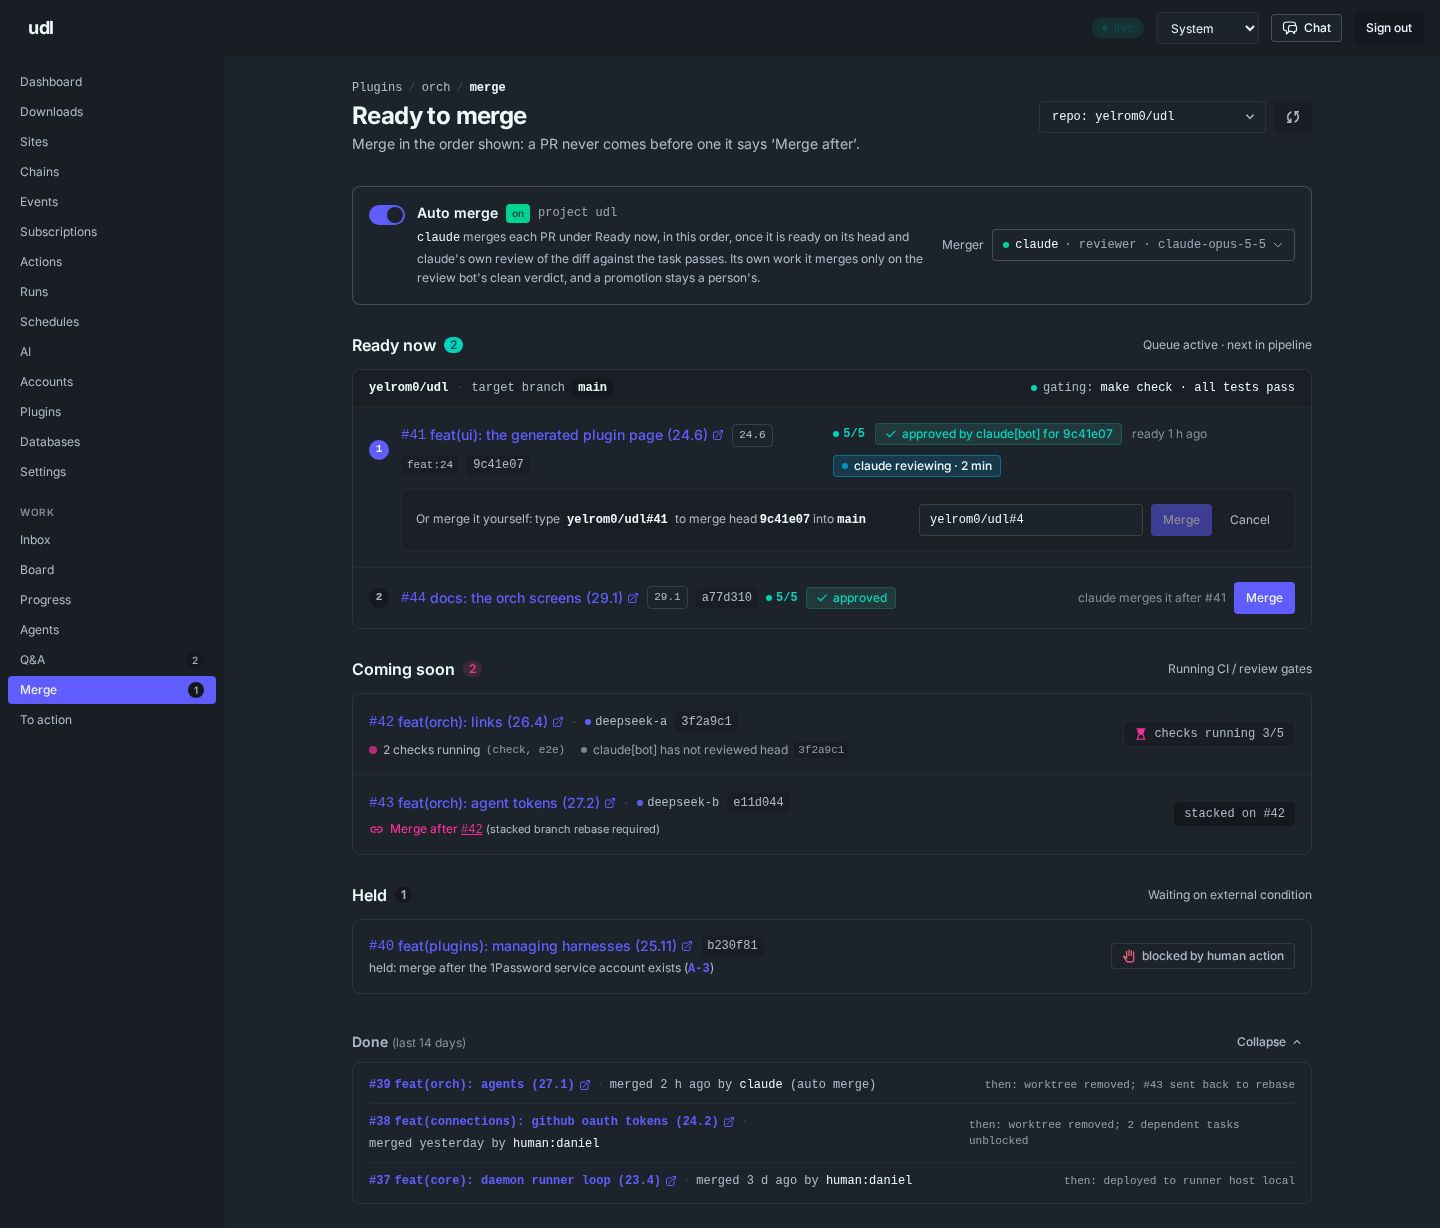 udl
live
System
Chat
Sign out
Dashboard
Downloads
Sites
Chains
Events
Subscriptions
Actions
Runs
Schedules
AI
Accounts
Plugins
Databases
Settings
WORK
Inbox
Board
Progress
Agents
Q&A 2
Merge 1
To action
Plugins / orch / merge
Ready to merge
repo: yelrom0/udl
Merge in the order shown: a PR never comes before one it says ‘Merge after’.
Auto merge on project udl
claude merges each PR under Ready now, in this order, once it is ready on its head and
claude's own review of the diff against the task passes. Its own work it merges only on the
review bot's clean verdict, and a promotion stays a person's.
Merger
claude · reviewer · claude-opus-5-5
Ready now 2
Queue active · next in pipeline
yelrom0/udl · target branch main
gating: make check · all tests pass
1
#41 feat(ui): the generated plugin page (24.6) 24.6
5/5 approved by claude[bot] for 9c41e07 ready 1 h ago
feat:24 9c41e07
claude reviewing · 2 min
Or merge it yourself: type yelrom0/udl#41 to merge head 9c41e07 into main
yelrom0/udl#4
Merge
Cancel
2
#44 docs: the orch screens (29.1) 29.1 a77d310 5/5 approved
claude merges it after #41
Merge
Coming soon 2
Running CI / review gates
#42 feat(orch): links (26.4) · deepseek-a 3f2a9c1
2 checks running (check, e2e) claude[bot] has not reviewed head 3f2a9c1
checks running 3/5
#43 feat(orch): agent tokens (27.2) · deepseek-b e11d044
Merge after #42 (stacked branch rebase required)
stacked on #42
Held 1
Waiting on external condition
#40 feat(plugins): managing harnesses (25.11) b230f81
held: merge after the 1Password service account exists (A-3)
blocked by human action
Done (last 14 days)
Collapse
#39 feat(orch): agents (27.1) · merged 2 h ago by claude (auto merge)
then: worktree removed; #43 sent back to rebase
#38 feat(connections): github oauth tokens (24.2) ·
merged yesterday by human:daniel
then: worktree removed; 2 dependent tasks
unblocked
#37 feat(core): daemon runner loop (23.4) · merged 3 d ago by human:daniel
then: deployed to runner host local